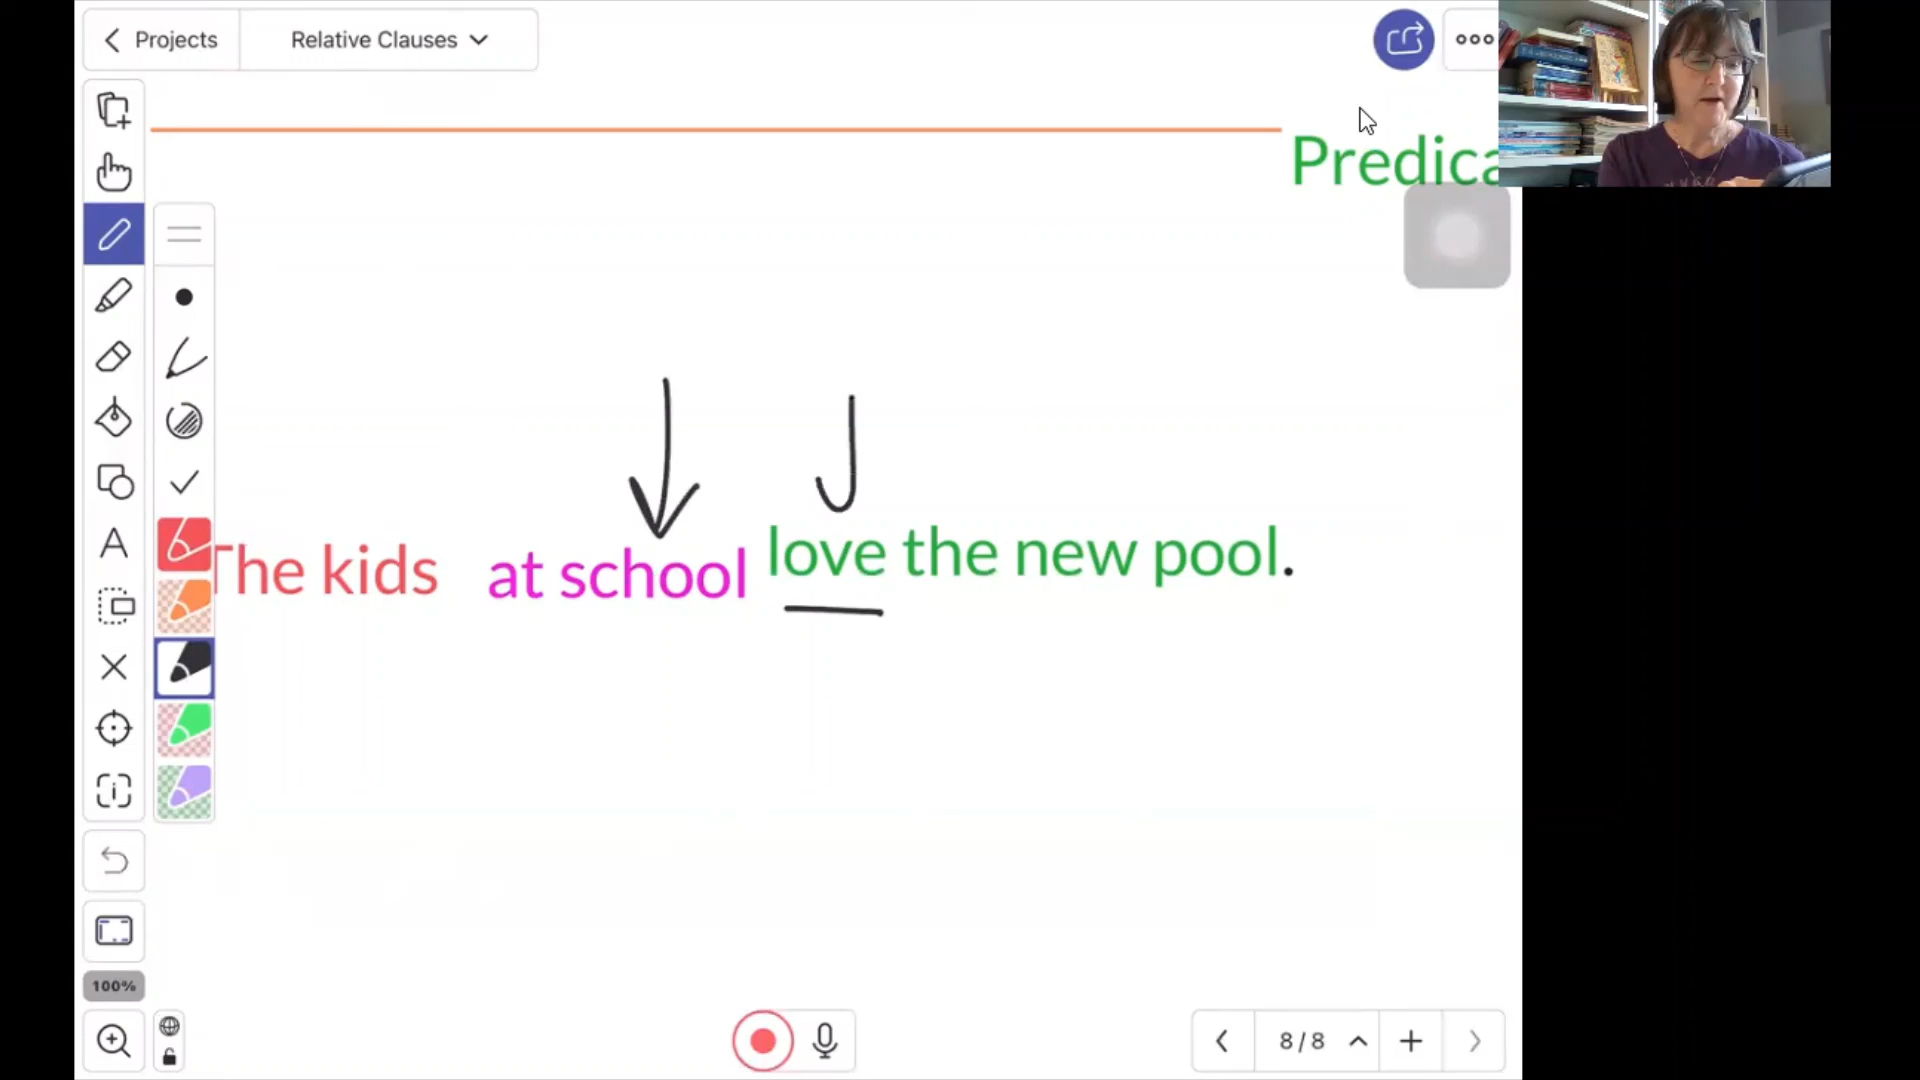 Projects
Relative Clauses
Predica
The kids at school love the new pool.
100%
8/8